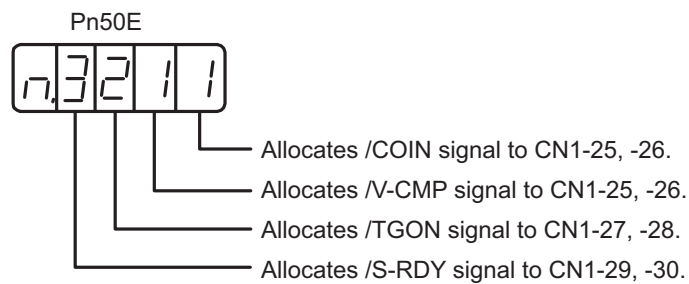 Pn50E
n.3211
Allocates /COIN signal to CN1-25, -26.
Allocates /V-CMP signal to CN1-25, -26.
Allocates /TGON signal to CN1-27, -28.
Allocates /S-RDY signal to CN1-29, -30.